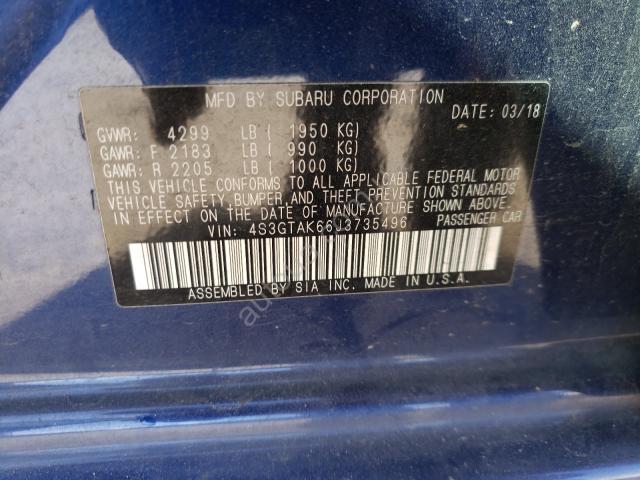 MFD BY SUBARU CORPORATION
DATE: 03/18
GVWR: 4299 LB ( 1950 KG)
GAWR: F 2183 LB ( 990 KG)
GAWR: R 2205 LB ( 1000 KG)
THIS VEHICLE CONFORMS TO ALL APPLICABLE FEDERAL MOTOR
VEHICLE SAFETY, BUMPER, AND THEFT PREVENTION STANDARDS
IN EFFECT ON THE DATE OF MANUFACTURE SHOWN ABOVE.
VIN: 4S3GTAK66J3735496 PASSENGER CAR
ASSEMBLED BY SIA INC. MADE IN U.S.A.